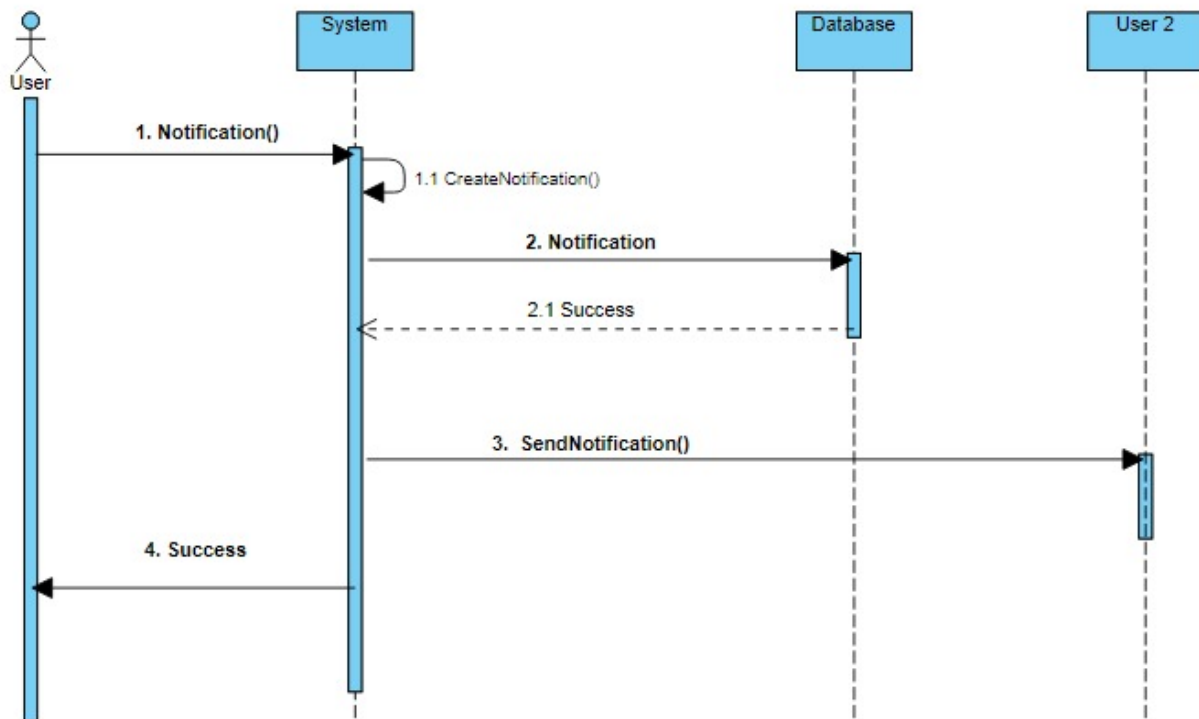 System
Database
User 2
User
1. Notification()
1.1 CreateNotification()
2. Notification
2.1 Success
3. SendNotification()
4. Success